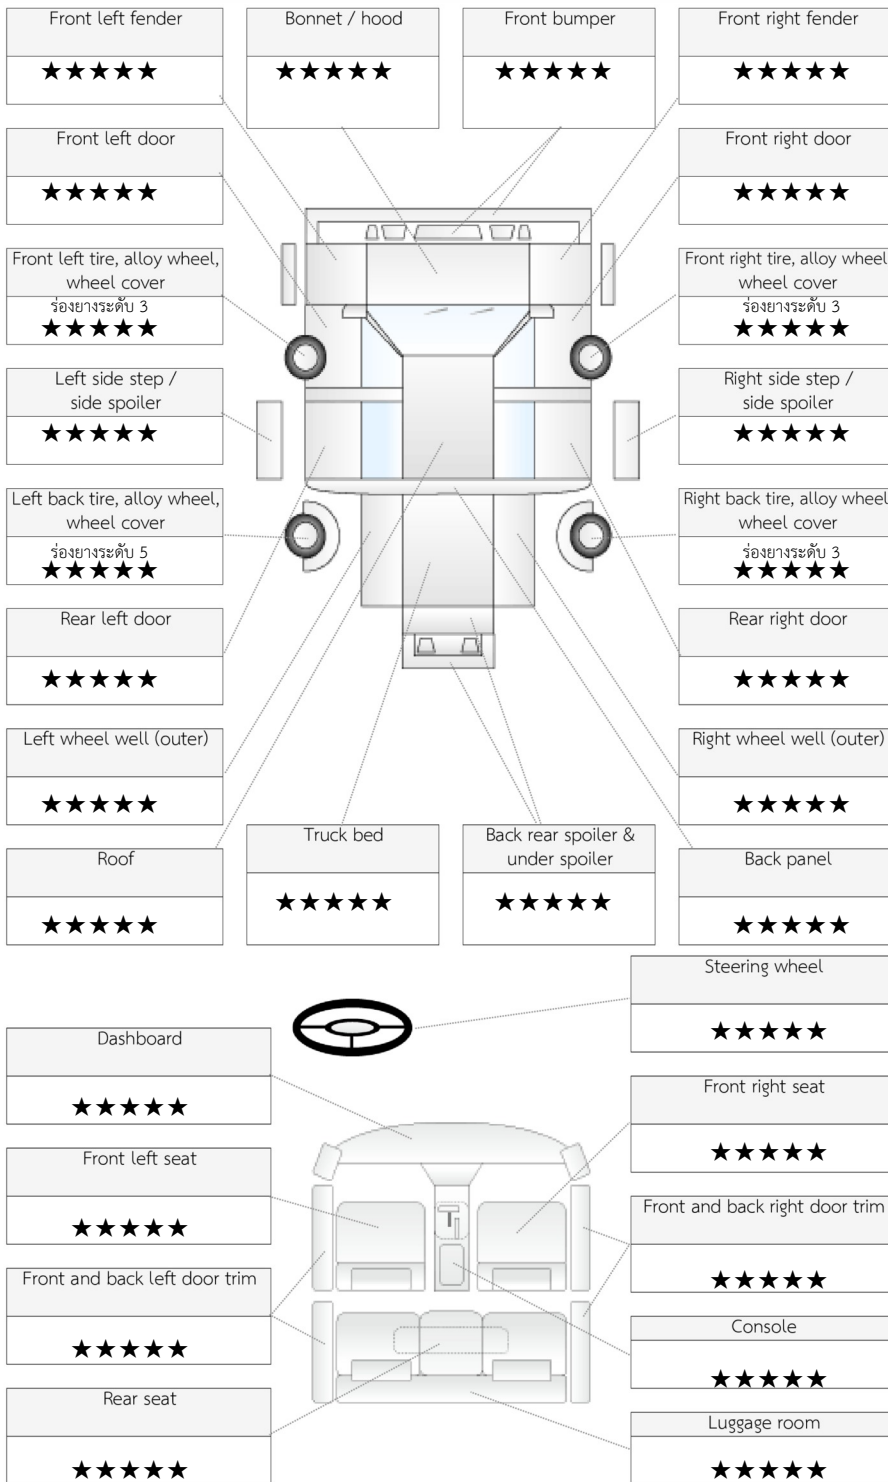 Front left fender
★★★★★
Bonnet / hood
★★★★★
Front bumper
★★★★★
Front right fender
★★★★★
Front left door
★★★★★
Front right door
★★★★★
Front left tire, alloy wheel,
wheel cover
ร่องยางระดับ 3
★★★★★
Front right tire, alloy wheel
wheel cover
ร่องยางระดับ 3
★★★★★
Left side step /
side spoiler
★★★★★
Right side step /
side spoiler
★★★★★
Left back tire, alloy wheel,
wheel cover
ร่องยางระดับ 5
★★★★★
Right back tire, alloy wheel
wheel cover
ร่องยางระดับ 3
★★★★★
Rear left door
★★★★★
Rear right door
★★★★★
Left wheel well (outer)
★★★★★
Right wheel well (outer)
★★★★★
Roof
★★★★★
Truck bed
★★★★★
Back rear spoiler &
under spoiler
★★★★★
Back panel
★★★★★
Steering wheel
★★★★★
Dashboard
★★★★★
Front right seat
★★★★★
Front left seat
★★★★★
Front and back right door trim
★★★★★
Front and back left door trim
★★★★★
Console
★★★★★
Rear seat
★★★★★
Luggage room
★★★★★